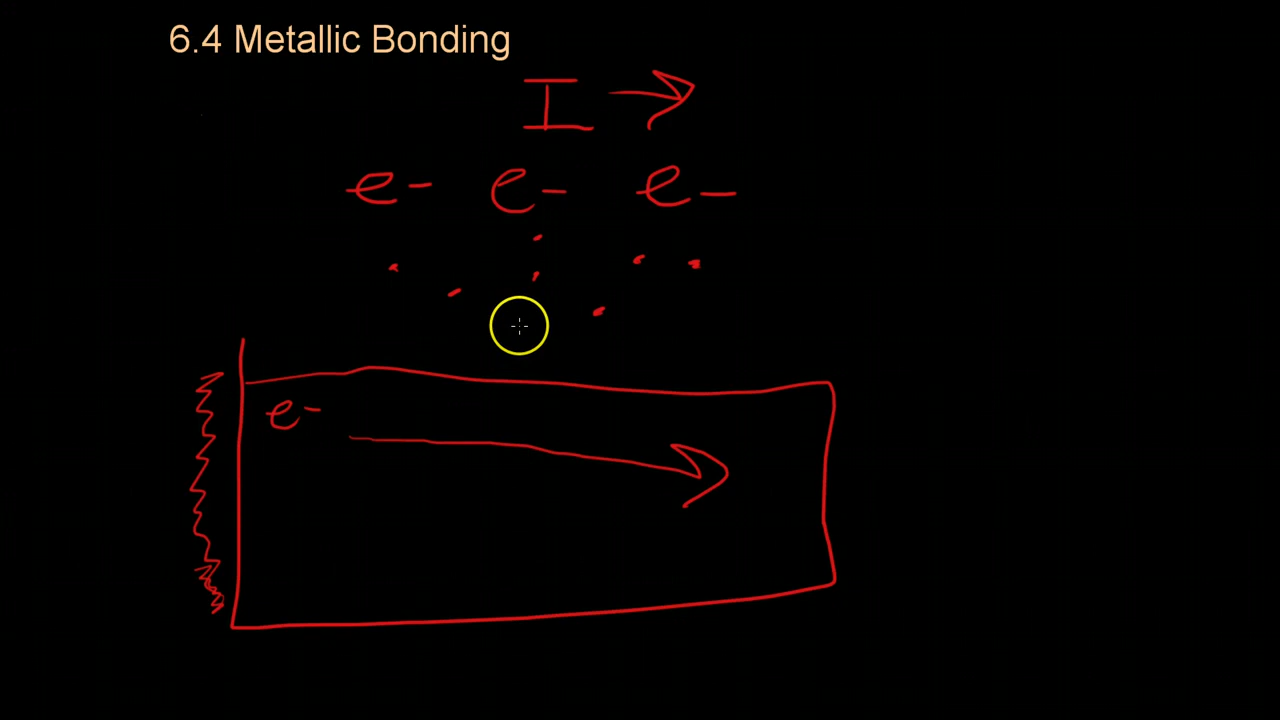 6.4 Metallic Bonding
I →
e- e- e-
e-